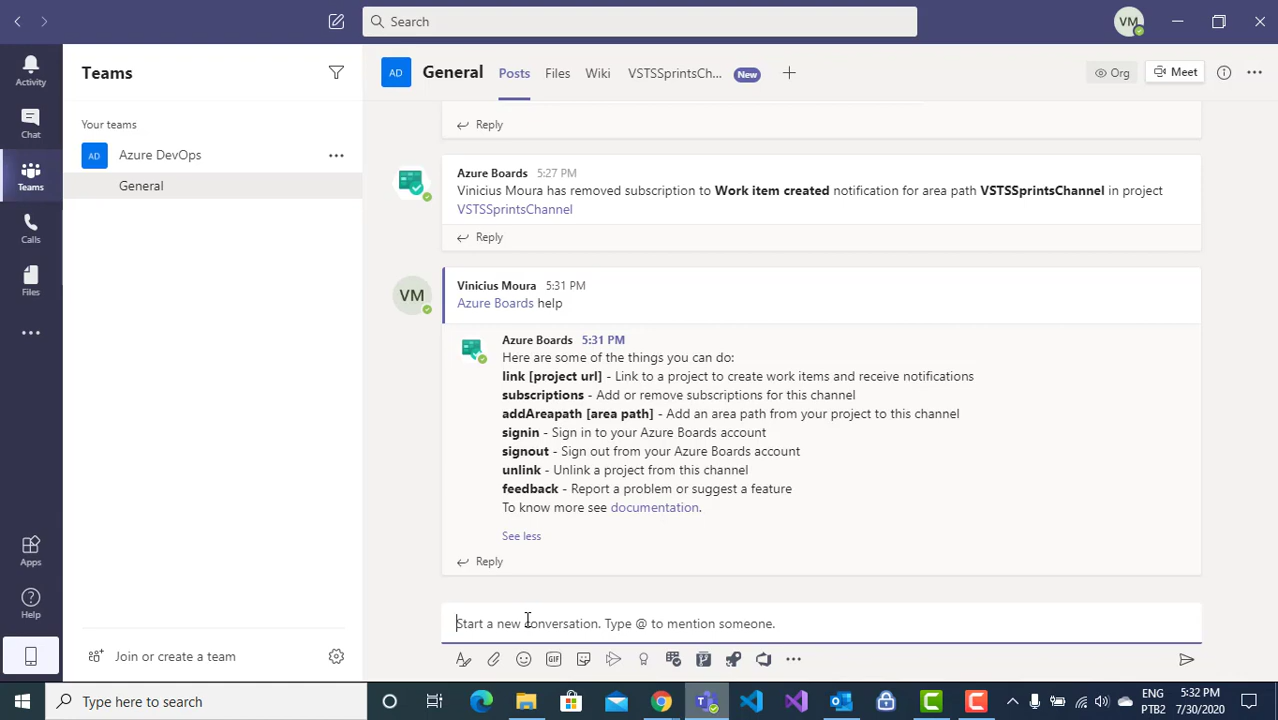 Search
VM
Activity
Chat
Teams
Calls
Files
Apps
Help
Teams
Your teams
AD Azure DevOps
General
Join or create a team
AD General Posts Files Wiki VSTSSprintsCh... New
Org
Meet
Reply
Azure Boards 5:27 PM
Vinicius Moura has removed subscription to Work item created notification for area path VSTSSprintsChannel in project
VSTSSprintsChannel
Reply
VM
Vinicius Moura 5:31 PM
Azure Boards help
Azure Boards 5:31 PM
Here are some of the things you can do:
link [project url] - Link to a project to create work items and receive notifications
subscriptions - Add or remove subscriptions for this channel
addAreapath [area path] - Add an area path from your project to this channel
signin - Sign in to your Azure Boards account
signout - Sign out from your Azure Boards account
unlink - Unlink a project from this channel
feedback - Report a problem or suggest a feature
To know more see documentation.
See less
Reply
Start a new conversation. Type @ to mention someone.
GIF
Type here to search
ENG
PTB2
5:32 PM
7/30/2020